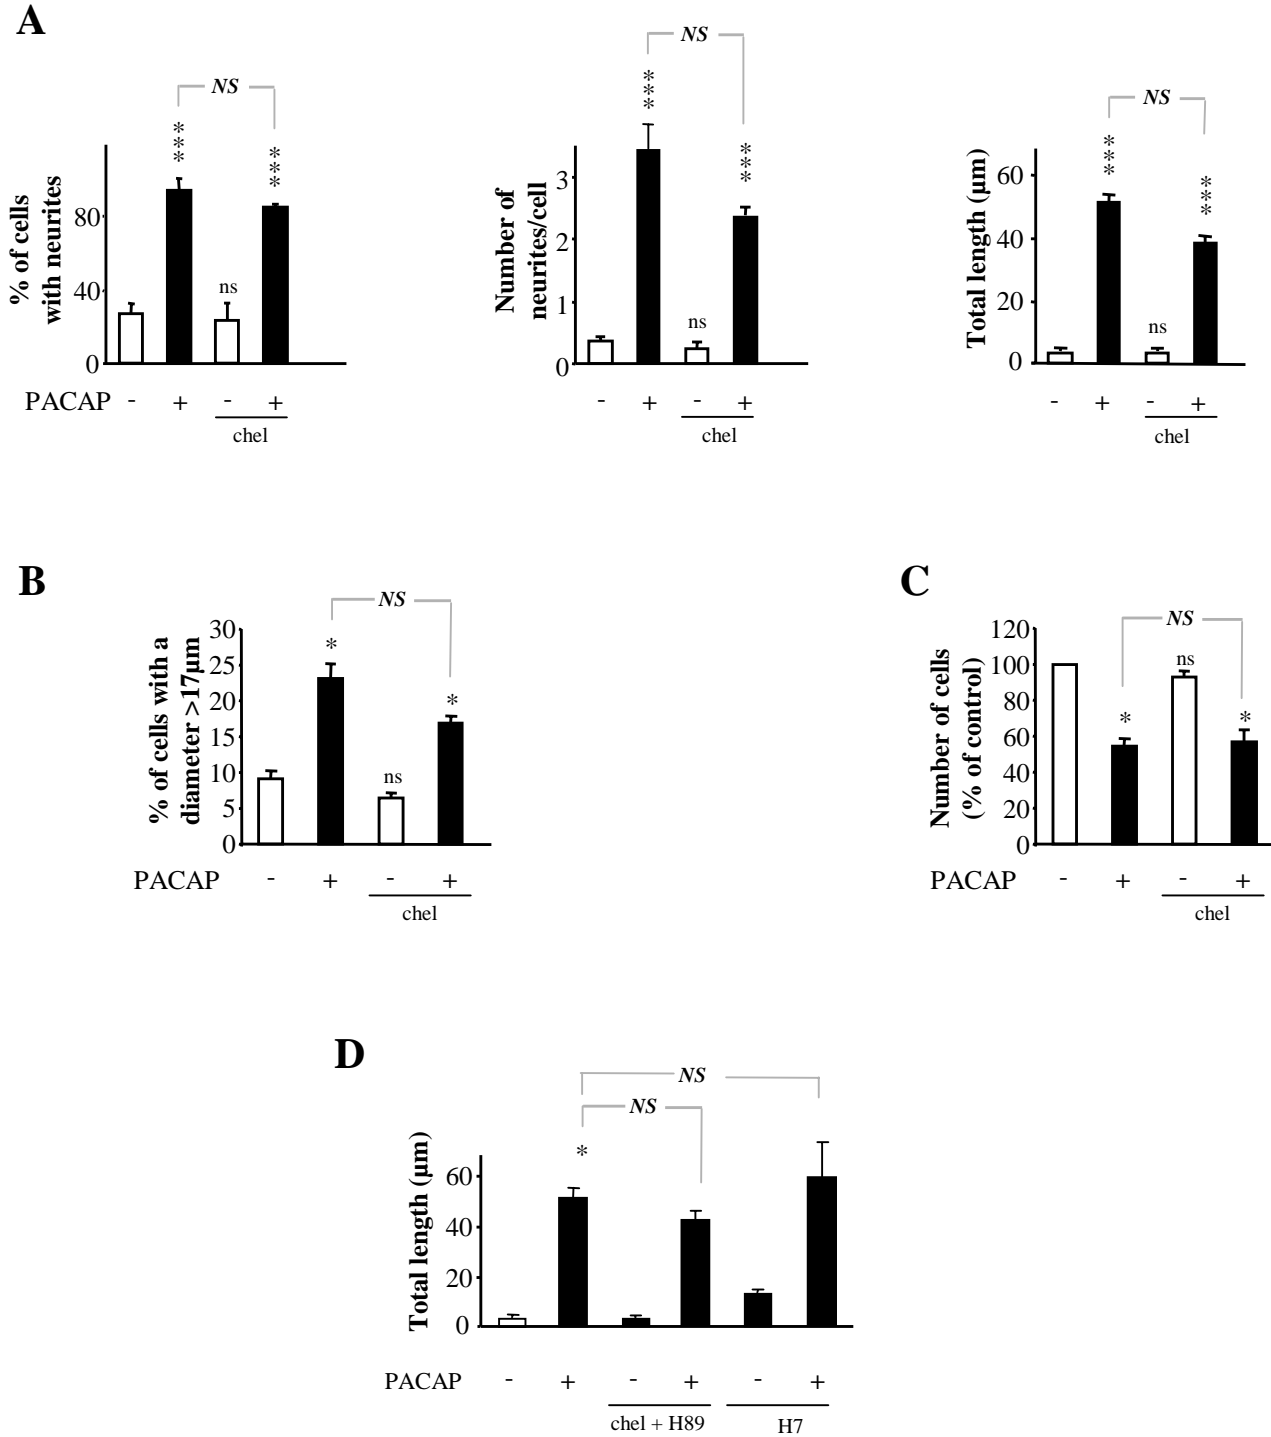 A
NS
***
***
% of cells
with neurites
80
40
0
ns
PACAP - + - +
chel
NS
***
***
Number of
neurites/cell
3
2
1
0
ns
- + - +
chel
NS
***
***
Total length (µm)
60
40
20
0
ns
- + - +
chel
B
NS
*
*
% of cells with a
diameter >17µm
30
25
20
15
10
5
0
ns
PACAP - + - +
chel
C
NS
ns
*
*
Number of cells
(% of control)
120
100
80
60
40
20
0
PACAP - + - +
chel
D
NS
NS
*
Total length (µm)
60
40
20
0
PACAP - + - + - +
chel + H89
H7